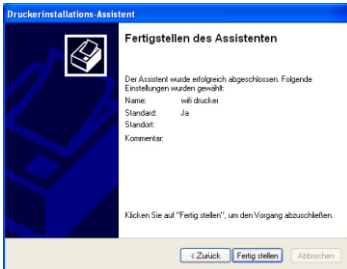 Druckerinstallations-Assistent
Fertigstellen des Assistenten
Der Assistent wurde erfolgreich abgeschlossen. Folgende
Einstellungen wurden gewählt:
Name: wifi drucker
Standard: Ja
Standort:
Kommentar:
Klicken Sie auf "Fertig stellen", um den Vorgang abzuschließen.
< Zurück Fertig stellen Abbrechen